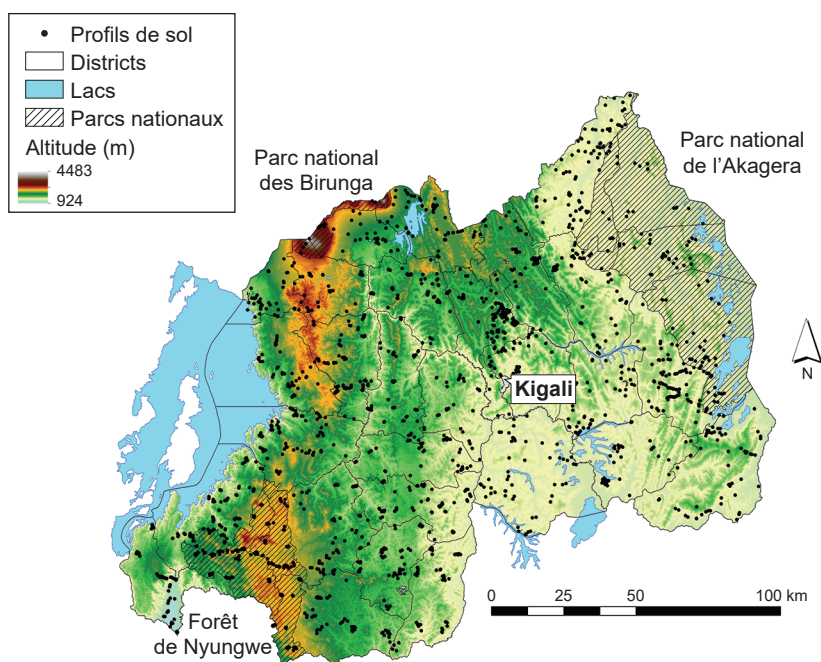 Profils de sol
Districts
Lacs
Parcs nationaux
Altitude (m)
4483
924
Parc national
des Birunga
Parc national
de l'Akagera
N
Kigali
Forêt
de Nyungwe
0 25 50 100 km